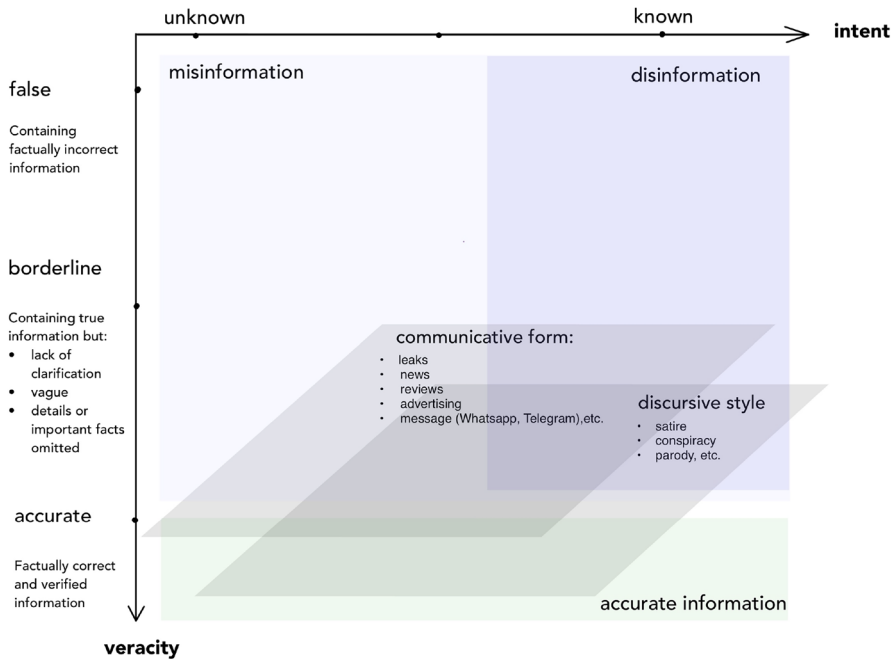 unknown
known
intent
misinformation
disinformation
false
Containing
factually incorrect
information
borderline
Containing true
information but:
• lack of
clarification
• vague
• details or
important facts
omitted
communicative form:
• leaks
• news
• reviews
• advertising
• message (Whatsapp, Telegram),etc.
discursive style
• satire
• conspiracy
• parody, etc.
accurate
Factually correct
and verified
information
accurate information
veracity